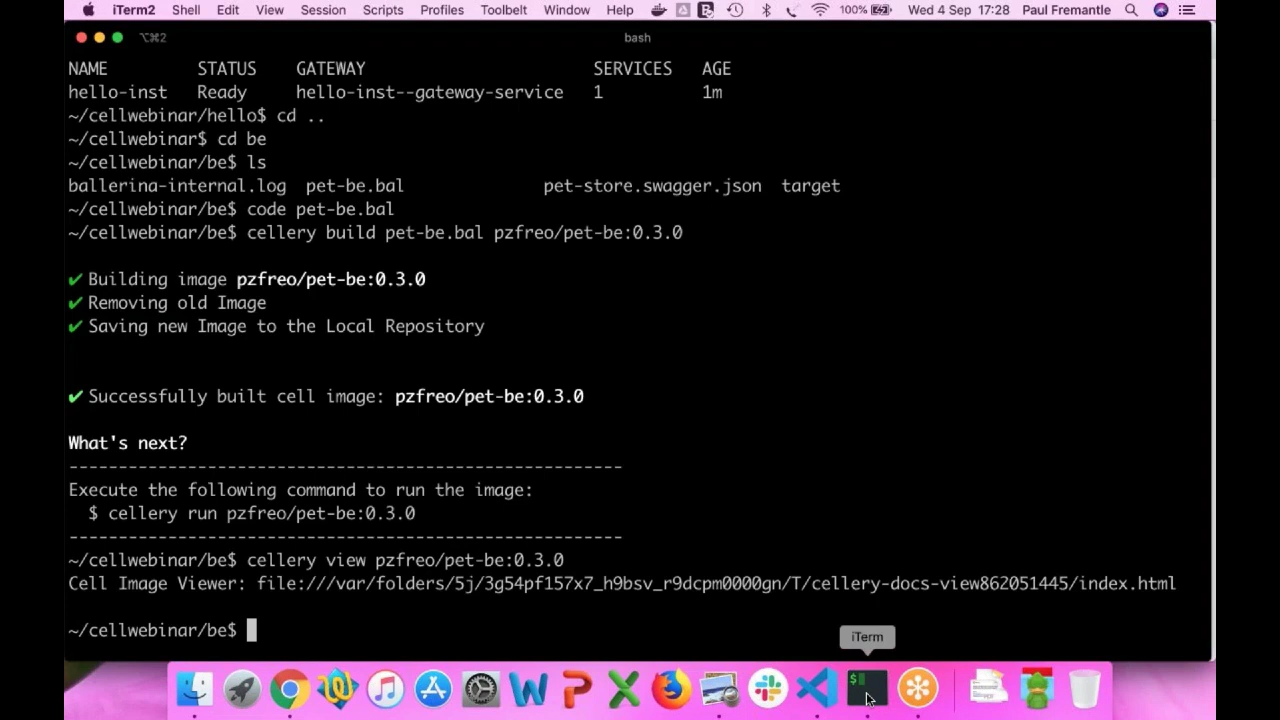 iTerm2 Shell Edit View Session Scripts Profiles Toolbelt Window Help 100% Wed 4 Sep 17:28 Paul Fremantle
⌥⌘2 bash
NAME STATUS GATEWAY SERVICES AGE
hello-inst Ready hello-inst--gateway-service 1 1m
~/cellwebinar/hello$ cd ..
~/cellwebinar$ cd be
~/cellwebinar/be$ ls
ballerina-internal.log pet-be.bal pet-store.swagger.json target
~/cellwebinar/be$ code pet-be.bal
~/cellwebinar/be$ cellery build pet-be.bal pzfreo/pet-be:0.3.0
✔ Building image pzfreo/pet-be:0.3.0
✔ Removing old Image
✔ Saving new Image to the Local Repository
✔ Successfully built cell image: pzfreo/pet-be:0.3.0
What's next?
--------------------------------------------------------
Execute the following command to run the image:
$ cellery run pzfreo/pet-be:0.3.0
--------------------------------------------------------
~/cellwebinar/be$ cellery view pzfreo/pet-be:0.3.0
Cell Image Viewer: file:///var/folders/5j/3g54pf157x7_h9bsv_r9dcpm0000gn/T/cellery-docs-view862051445/index.html
~/cellwebinar/be$
iTerm